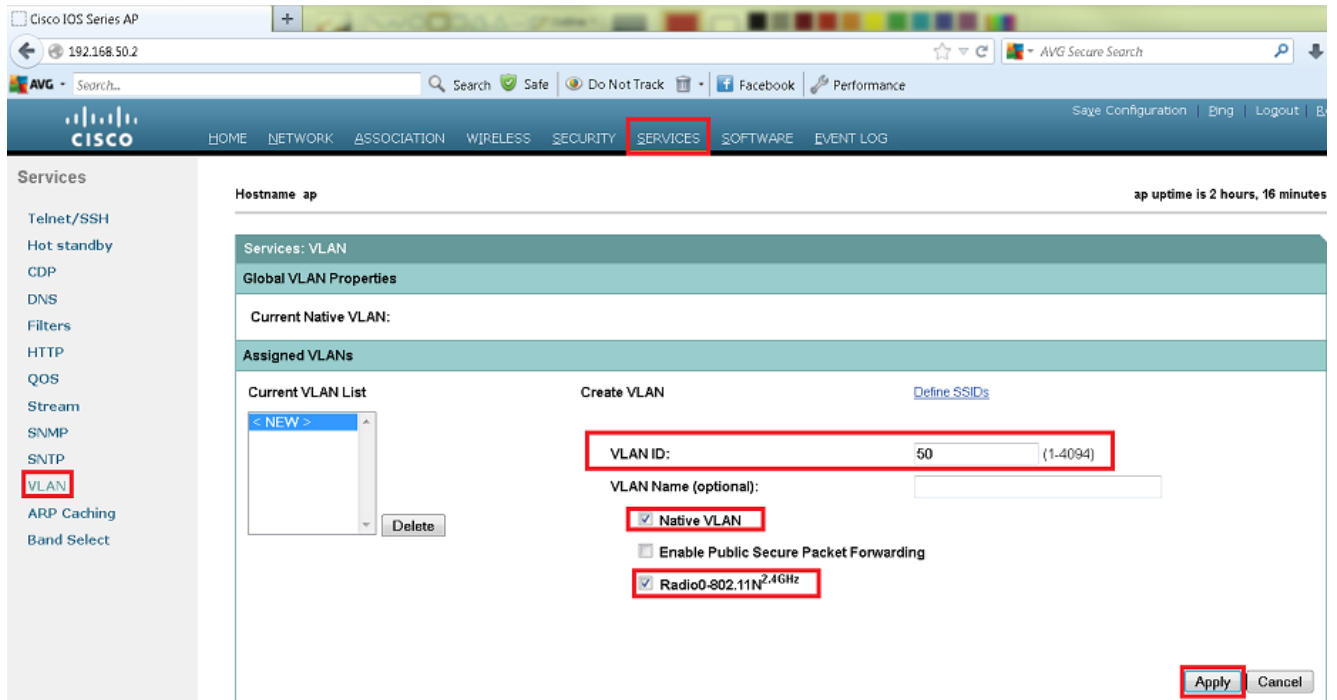 Cisco IOS Series AP
+
192.168.50.2
AVG Secure Search
AVG Search... Search Safe Do Not Track Facebook Performance
Save Configuration | Ping | Logout |
CISCO
HOME NETWORK ASSOCIATION WIRELESS SECURITY SERVICES SOFTWARE EVENT LOG
Services
Telnet/SSH
Hot standby
CDP
DNS
Filters
HTTP
QOS
Stream
SNMP
SNTP
VLAN
ARP Caching
Band Select
Hostname ap
ap uptime is 2 hours, 16 minutes
Services: VLAN
Global VLAN Properties
Current Native VLAN:
Assigned VLANs
Current VLAN List
< NEW >
Delete
Create VLAN
Define SSIDs
VLAN ID: 50 (1-4094)
VLAN Name (optional):
Native VLAN
Enable Public Secure Packet Forwarding
Radio0-802.11N2.4GHz
Apply Cancel